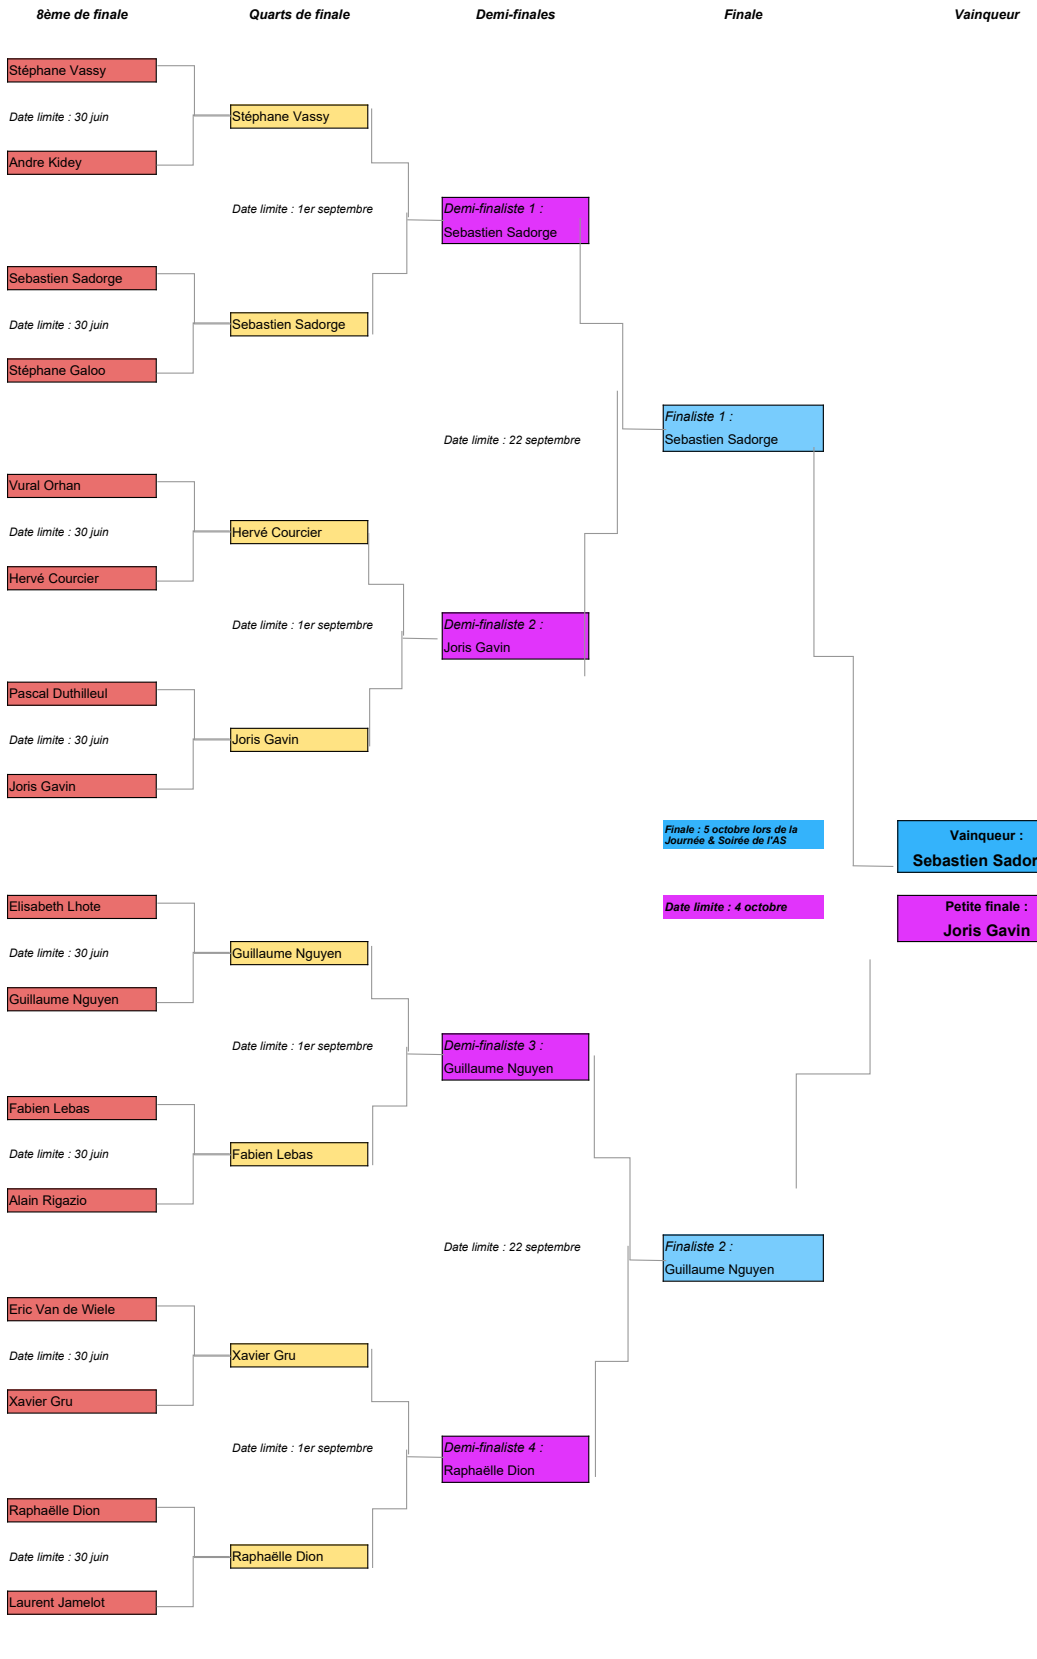 8ème de finale
Quarts de finale
Demi-finales
Finale
Vainqueur
Stéphane Vassy
Date limite : 30 juin
Stéphane Vassy
Andre Kidey
Date limite : 1er septembre
Demi-finaliste 1 :
Sebastien Sadorge
Sebastien Sadorge
Date limite : 30 juin
Sebastien Sadorge
Stéphane Galoo
Date limite : 22 septembre
Finaliste 1 :
Sebastien Sadorge
Vural Orhan
Date limite : 30 juin
Hervé Courcier
Hervé Courcier
Date limite : 1er septembre
Demi-finaliste 2 :
Joris Gavin
Pascal Duthilleul
Date limite : 30 juin
Joris Gavin
Joris Gavin
Finale : 5 octobre lors de la
Journée & Soirée de l'AS
Vainqueur :
Sebastien Sador
Elisabeth Lhote
Date limite : 4 octobre
Petite finale :
Joris Gavin
Date limite : 30 juin
Guillaume Nguyen
Guillaume Nguyen
Date limite : 1er septembre
Demi-finaliste 3 :
Guillaume Nguyen
Fabien Lebas
Date limite : 30 juin
Fabien Lebas
Alain Rigazio
Date limite : 22 septembre
Finaliste 2 :
Guillaume Nguyen
Eric Van de Wiele
Date limite : 30 juin
Xavier Gru
Xavier Gru
Date limite : 1er septembre
Demi-finaliste 4 :
Raphaëlle Dion
Raphaëlle Dion
Date limite : 30 juin
Raphaëlle Dion
Laurent Jamelot